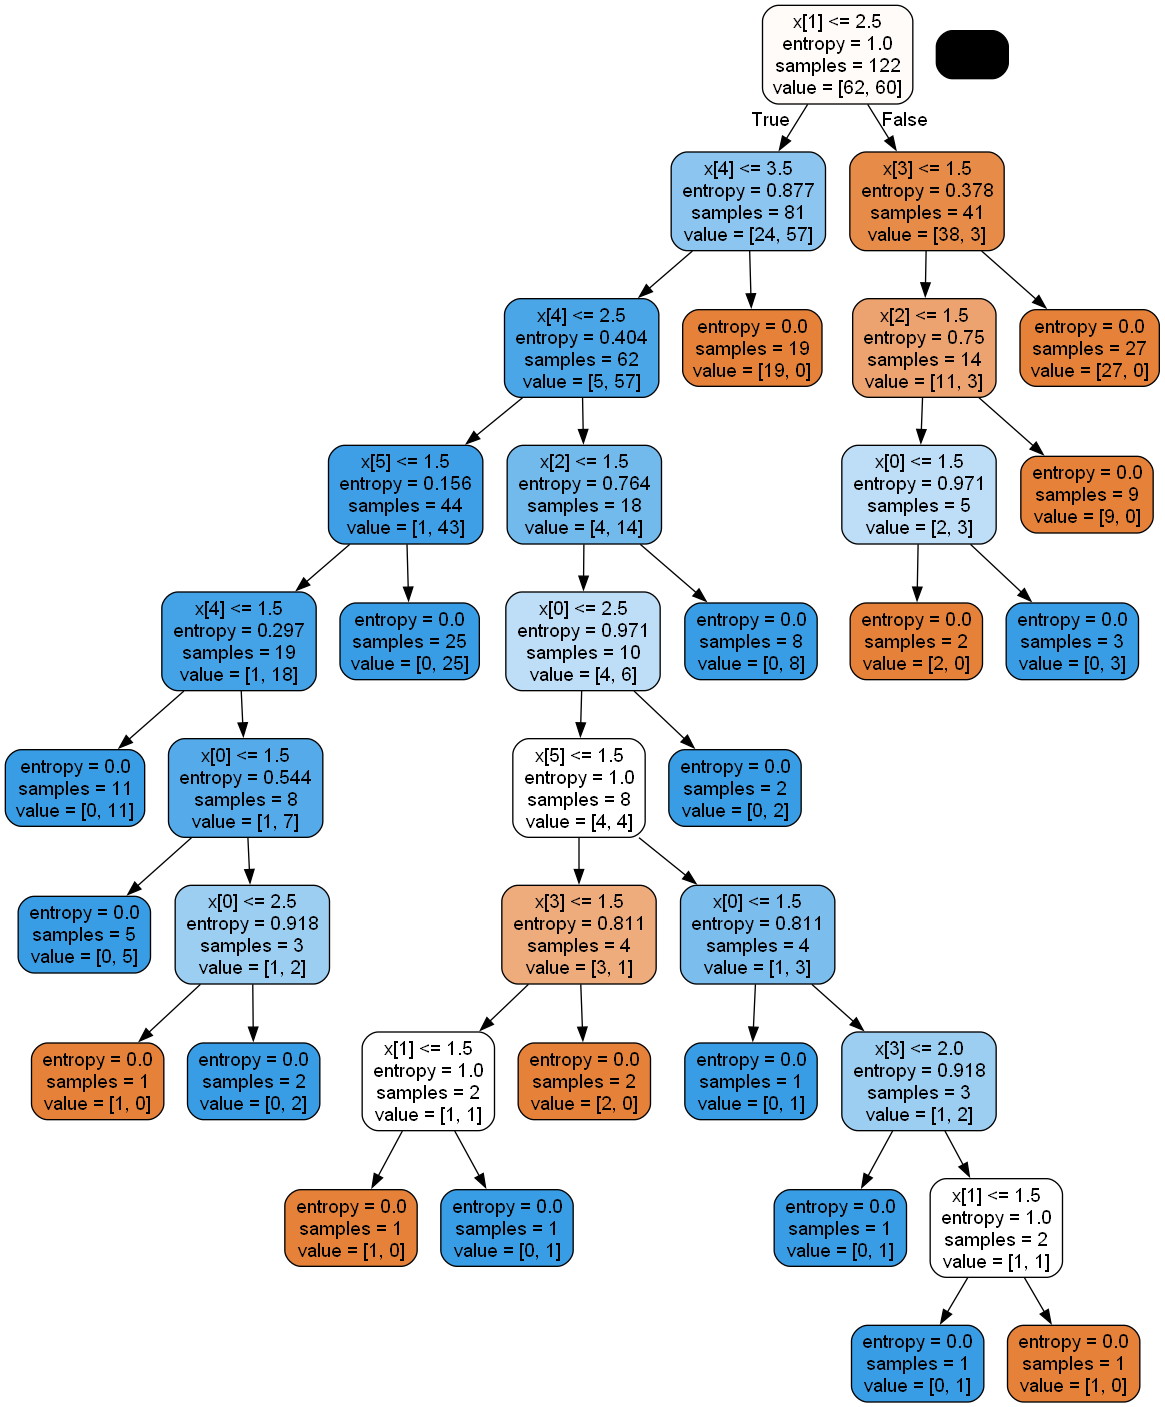 x[1] <= 2.5
entropy = 1.0
samples = 122
value = [62, 60]
True
False
x[4] <= 3.5
entropy = 0.877
samples = 81
value = [24, 57]
x[3] <= 1.5
entropy = 0.378
samples = 41
value = [38, 3]
x[4] <= 2.5
entropy = 0.404
samples = 62
value = [5, 57]
entropy = 0.0
samples = 19
value = [19, 0]
x[2] <= 1.5
entropy = 0.75
samples = 14
value = [11, 3]
entropy = 0.0
samples = 27
value = [27, 0]
x[5] <= 1.5
entropy = 0.156
samples = 44
value = [1, 43]
x[2] <= 1.5
entropy = 0.764
samples = 18
value = [4, 14]
x[0] <= 1.5
entropy = 0.971
samples = 5
value = [2, 3]
entropy = 0.0
samples = 9
value = [9, 0]
x[4] <= 1.5
entropy = 0.297
samples = 19
value = [1, 18]
entropy = 0.0
samples = 25
value = [0, 25]
x[0] <= 2.5
entropy = 0.971
samples = 10
value = [4, 6]
entropy = 0.0
samples = 8
value = [0, 8]
entropy = 0.0
samples = 2
value = [2, 0]
entropy = 0.0
samples = 3
value = [0, 3]
entropy = 0.0
samples = 11
value = [0, 11]
x[0] <= 1.5
entropy = 0.544
samples = 8
value = [1, 7]
x[5] <= 1.5
entropy = 1.0
samples = 8
value = [4, 4]
entropy = 0.0
samples = 2
value = [0, 2]
entropy = 0.0
samples = 5
value = [0, 5]
x[0] <= 2.5
entropy = 0.918
samples = 3
value = [1, 2]
x[3] <= 1.5
entropy = 0.811
samples = 4
value = [3, 1]
x[0] <= 1.5
entropy = 0.811
samples = 4
value = [1, 3]
entropy = 0.0
samples = 1
value = [1, 0]
entropy = 0.0
samples = 2
value = [0, 2]
x[1] <= 1.5
entropy = 1.0
samples = 2
value = [1, 1]
entropy = 0.0
samples = 2
value = [2, 0]
entropy = 0.0
samples = 1
value = [0, 1]
x[3] <= 2.0
entropy = 0.918
samples = 3
value = [1, 2]
entropy = 0.0
samples = 1
value = [1, 0]
entropy = 0.0
samples = 1
value = [0, 1]
entropy = 0.0
samples = 1
value = [0, 1]
x[1] <= 1.5
entropy = 1.0
samples = 2
value = [1, 1]
entropy = 0.0
samples = 1
value = [0, 1]
entropy = 0.0
samples = 1
value = [1, 0]